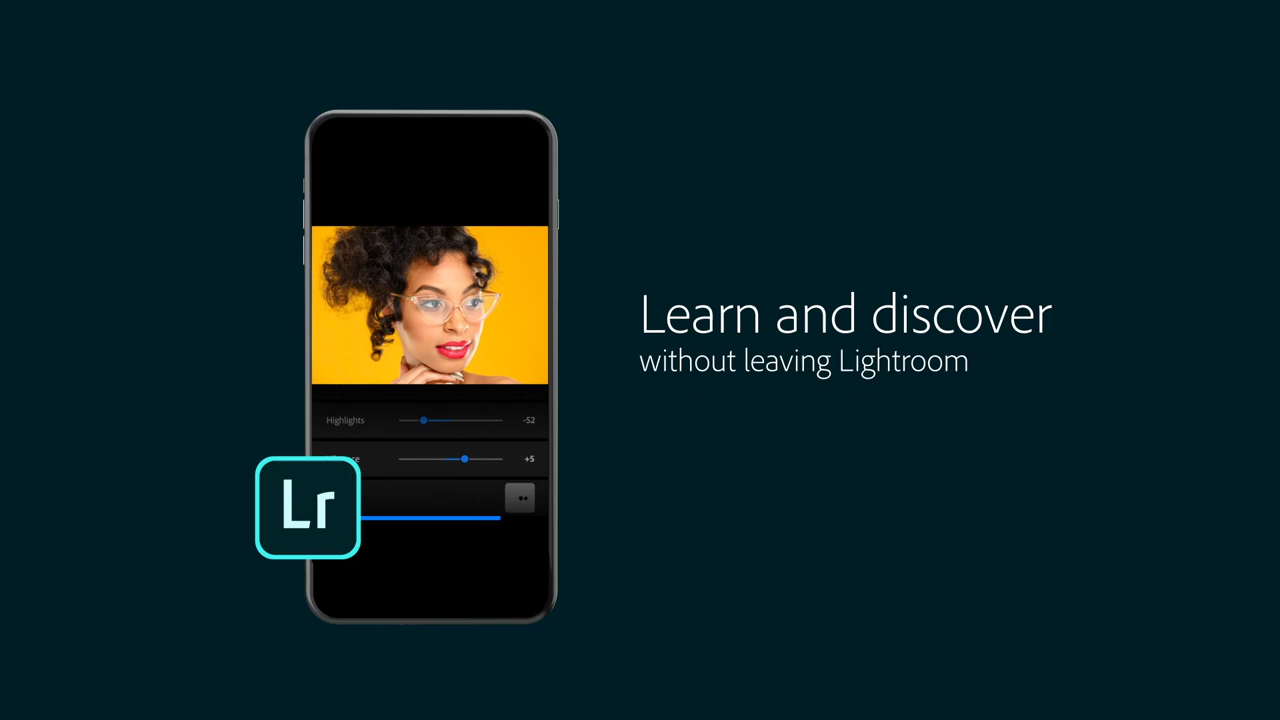 Learn and discover
without leaving Lightroom
Highlights -52
+5
Lr